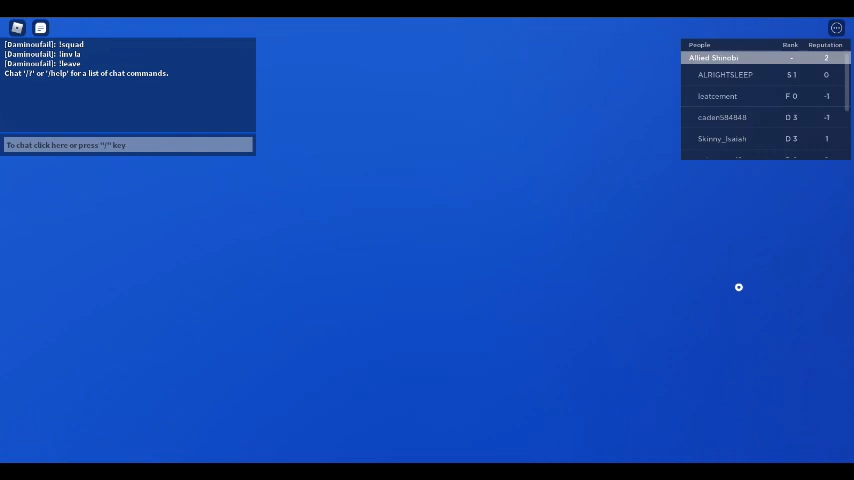 [Daminoufail]: !squad
[Daminoufail]: !inv la
[Daminoufail]: !leave
Chat '/?' or '/help' for a list of chat commands.
To chat click here or press "/" key
People Rank Reputation
Allied Shinobi - 2
ALRIGHTSLEEP S 1 0
leatcement F 0 -1
caden584848 D 3 -1
Skinny_Isaiah D 3 1